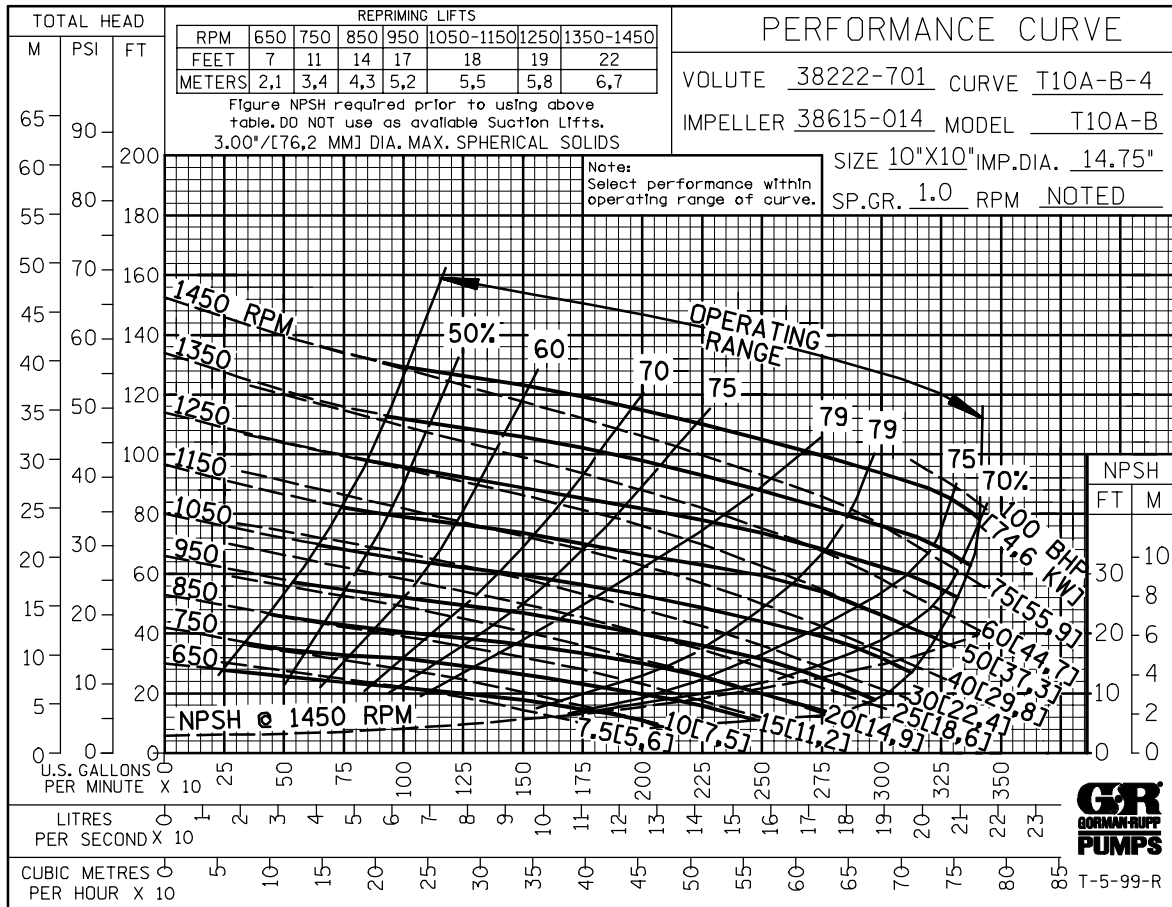 TOTAL HEAD
M PSI FT
REPRIMING LIFTS
RPM 650 750 850 950 1050-1150 1250 1350-1450
FEET 7 11 14 17 18 19 22
METERS 2,1 3,4 4,3 5,2 5,5 5,8 6,7
Figure NPSH required prior to using above
table. DO NOT use as available Suction Lifts.
3.00"/[76,2 MM] DIA. MAX. SPHERICAL SOLIDS
PERFORMANCE CURVE
VOLUTE 38222-701 CURVE T10A-B-4
IMPELLER 38615-014 MODEL T10A-B
SIZE 10"X10" IMP.DIA. 14.75"
SP.GR. 1.0 RPM NOTED
Note:
Select performance within
operating range of curve.
65
60
55
50
45
40
35
30
25
20
15
10
5
0
90
80
70
60
50
40
30
20
10
0
200
180
160
140
120
100
80
60
40
20
0
1450 RPM
1350
1250
1150
1050
950
850
750
650
50%
60
70
75
79
79
75
70%
OPERATING
RANGE
100 BHP
[74,6 KW]
75[55,9]
60[44,7]
50[37,3]
40[29,8]
30[22,4]
25[18,6]
20[14,9]
15[11,2]
10[7,5]
7.5[5,6]
NPSH @ 1450 RPM
NPSH
FT M
30
20
10
0
10
8
6
4
2
0
U.S. GALLONS
PER MINUTE X 10
0 25 50 75 100 125 150 175 200 225 250 275 300 325 350
LITRES
PER SECOND X 10
0 1 2 3 4 5 6 7 8 9 10 11 12 13 14 15 16 17 18 19 20 21 22 23
CUBIC METRES
PER HOUR X 10
0 5 10 15 20 25 30 35 40 45 50 55 60 65 70 75 80 85
GR
GORMAN-RUPP
PUMPS
T-5-99-R